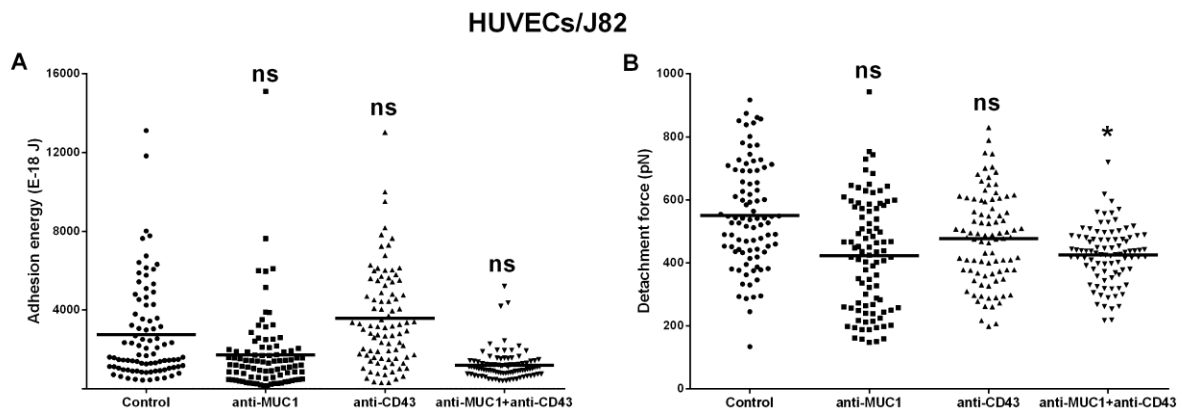 HUVECs/J82
A
Adhesion energy (E-18 J)
16000
12000
8000
4000
ns
ns
ns
Control
anti-MUC1
anti-CD43
anti-MUC1+anti-CD43
B
Detachment force (pN)
1000
800
600
400
200
0
ns
ns
*
Control
anti-MUC1
anti-CD43
anti-MUC1+anti-CD43